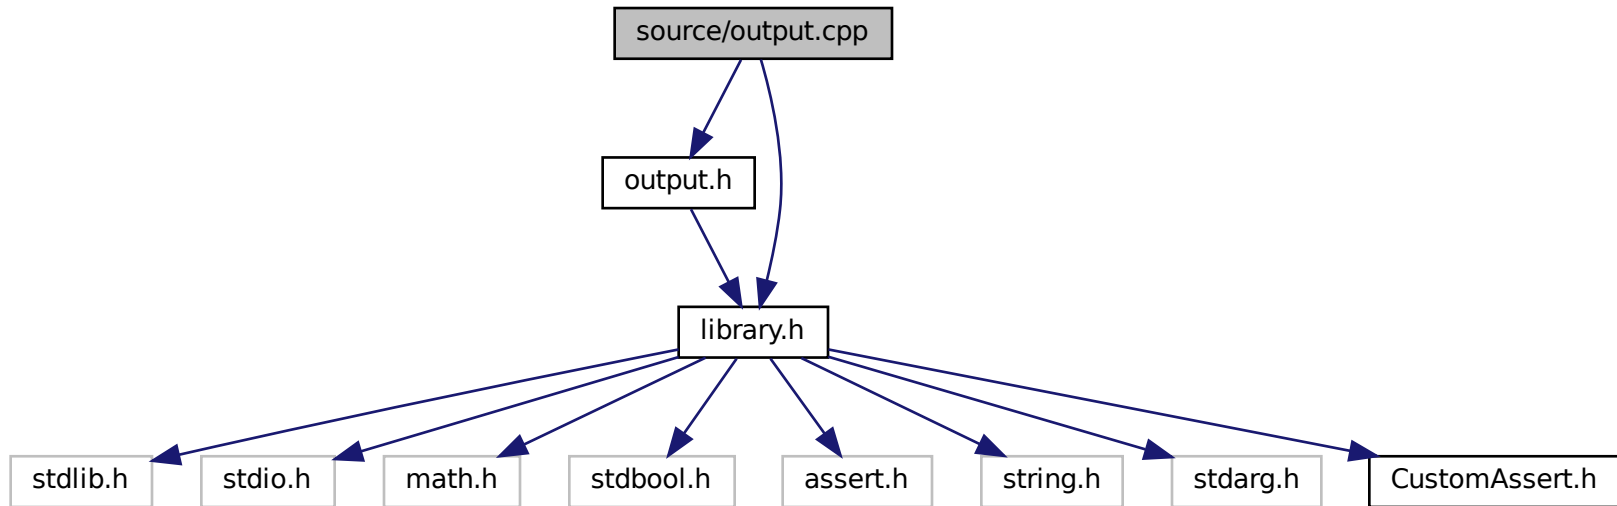 source/output.cpp
output.h
library.h
stdlib.h
stdio.h
math.h
stdbool.h
assert.h
string.h
stdarg.h
CustomAssert.h